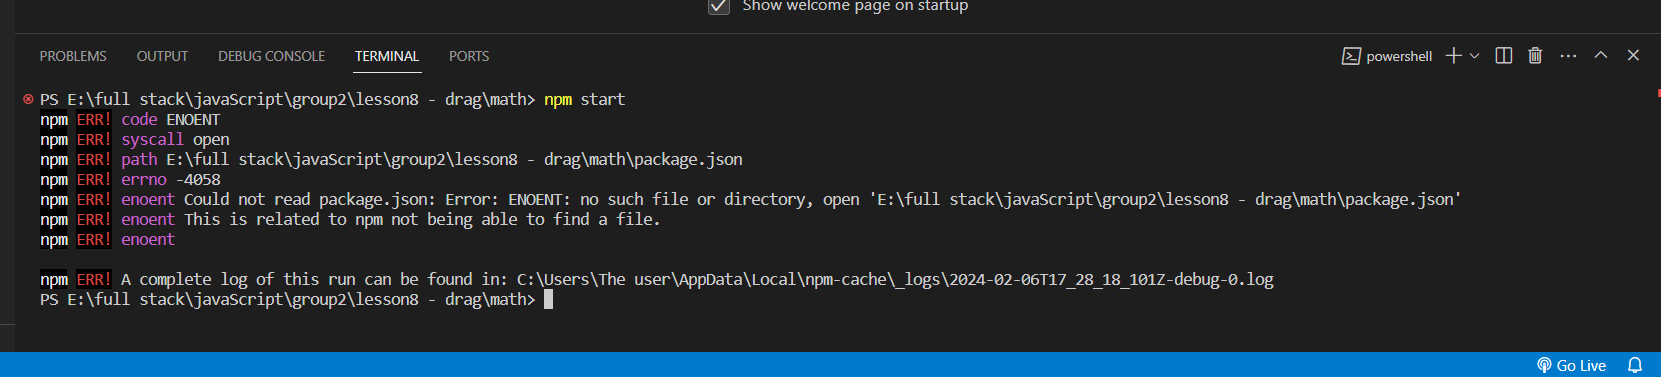 Show welcome page on startup
PROBLEMS OUTPUT DEBUG CONSOLE TERMINAL PORTS powershell
PS E:\full stack\javaScript\group2\lesson8 - drag\math> npm start
npm ERR! code ENOENT
npm ERR! syscall open
npm ERR! path E:\full stack\javaScript\group2\lesson8 - drag\math\package.json
npm ERR! errno -4058
npm ERR! enoent Could not read package.json: Error: ENOENT: no such file or directory, open 'E:\full stack\javaScript\group2\lesson8 - drag\math\package.json'
npm ERR! enoent This is related to npm not being able to find a file.
npm ERR! enoent
npm ERR! A complete log of this run can be found in: C:\Users\The user\AppData\Local\npm-cache\_logs\2024-02-06T17_28_18_101Z-debug-0.log
PS E:\full stack\javaScript\group2\lesson8 - drag\math>
Go Live